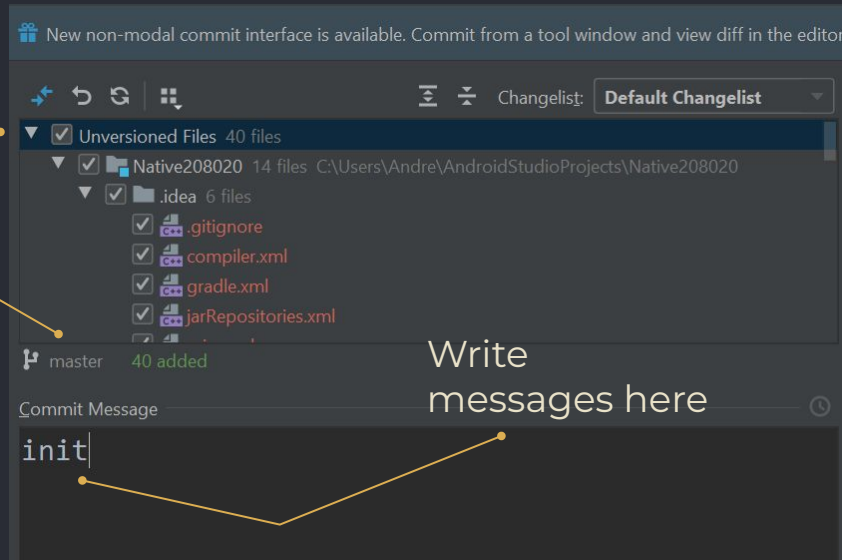 New non-modal commit interface is available. Commit from a tool window and view diff in the editor
Changelist: Default Changelist
Unversioned Files 40 files
Native208020 14 files C:\Users\Andre\AndroidStudioProjects\Native208020
.idea 6 files
C++ .gitignore
C++ compiler.xml
C++ gradle.xml
C++ jarRepositories.xml
master 40 added
Write
messages here
Commit Message
init